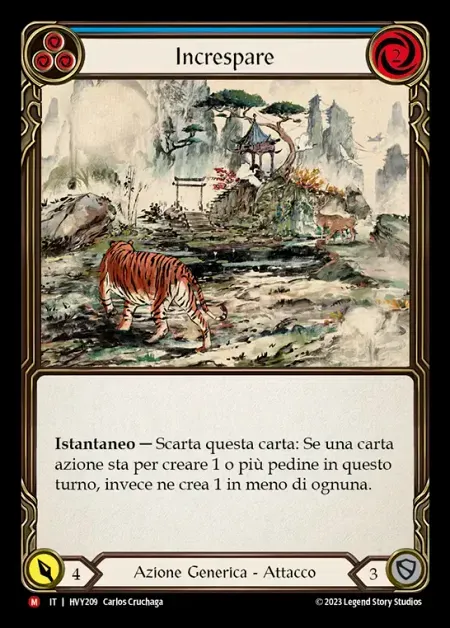 Increspare
2
Istantaneo — Scarta questa carta: Se una carta
azione sta per creare 1 o più pedine in questo
turno, invece ne crea 1 in meno di ognuna.
4
Azione Generica - Attacco
3
M IT | HVY209 Carlos Cruchaga
© 2023 Legend Story Studios